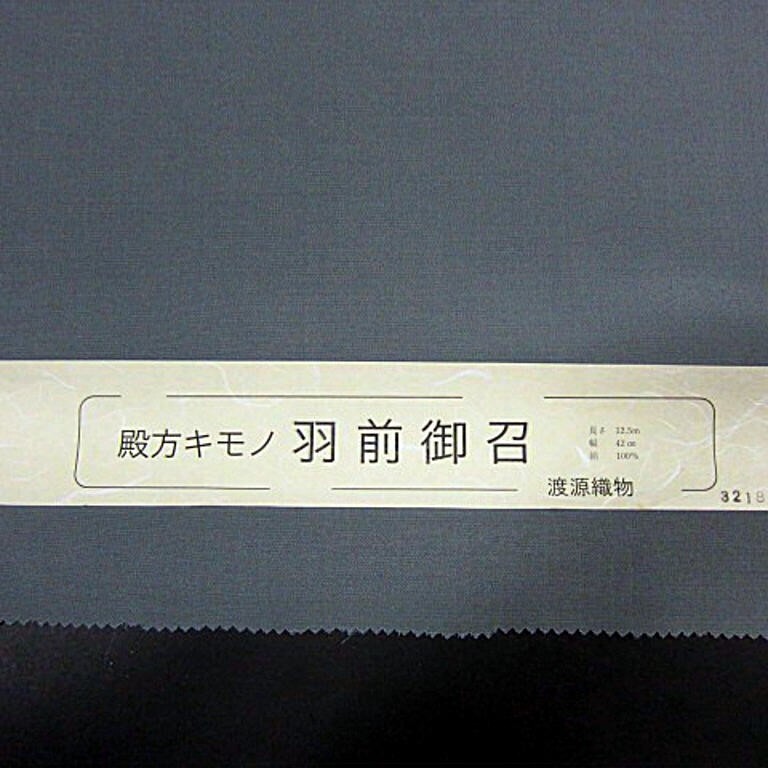 殿方キモノ 羽前御召
長さ 12.5m
幅 42㎝
絹 100%
渡源織物
3218